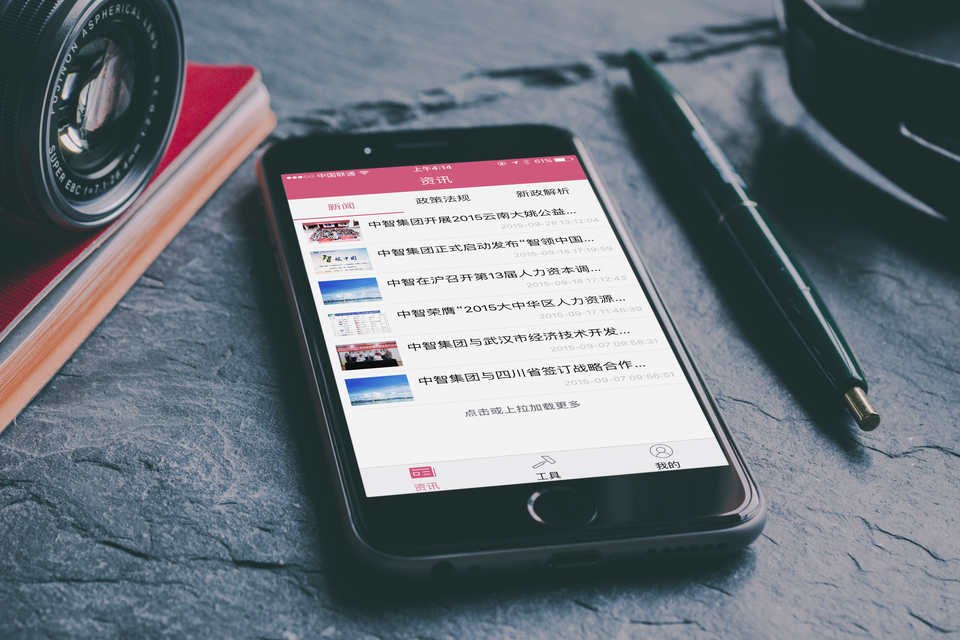 FUJINON ASPHERICAL LENS
SUPER EBC f=7.1-28.4mm
中国联通 上午4:14 61%
资讯
新闻 政策法规 新政解析
中智集团开展2015云南大姚公益...
2015-09-28 13:12:04
中智集团正式启动发布“智领中国...
2015-09-18 17:19:59
中智在沪召开第13届人力资本调...
2015-09-18 17:12:43
中智荣膺“2015大中华区人力资源...
2015-09-17 11:46:39
中智集团与武汉市经济技术开发...
2015-09-07 09:58:31
中智集团与四川省签订战略合作...
2015-09-07 09:56:51
点击或上拉加载更多
资讯 工具 我的